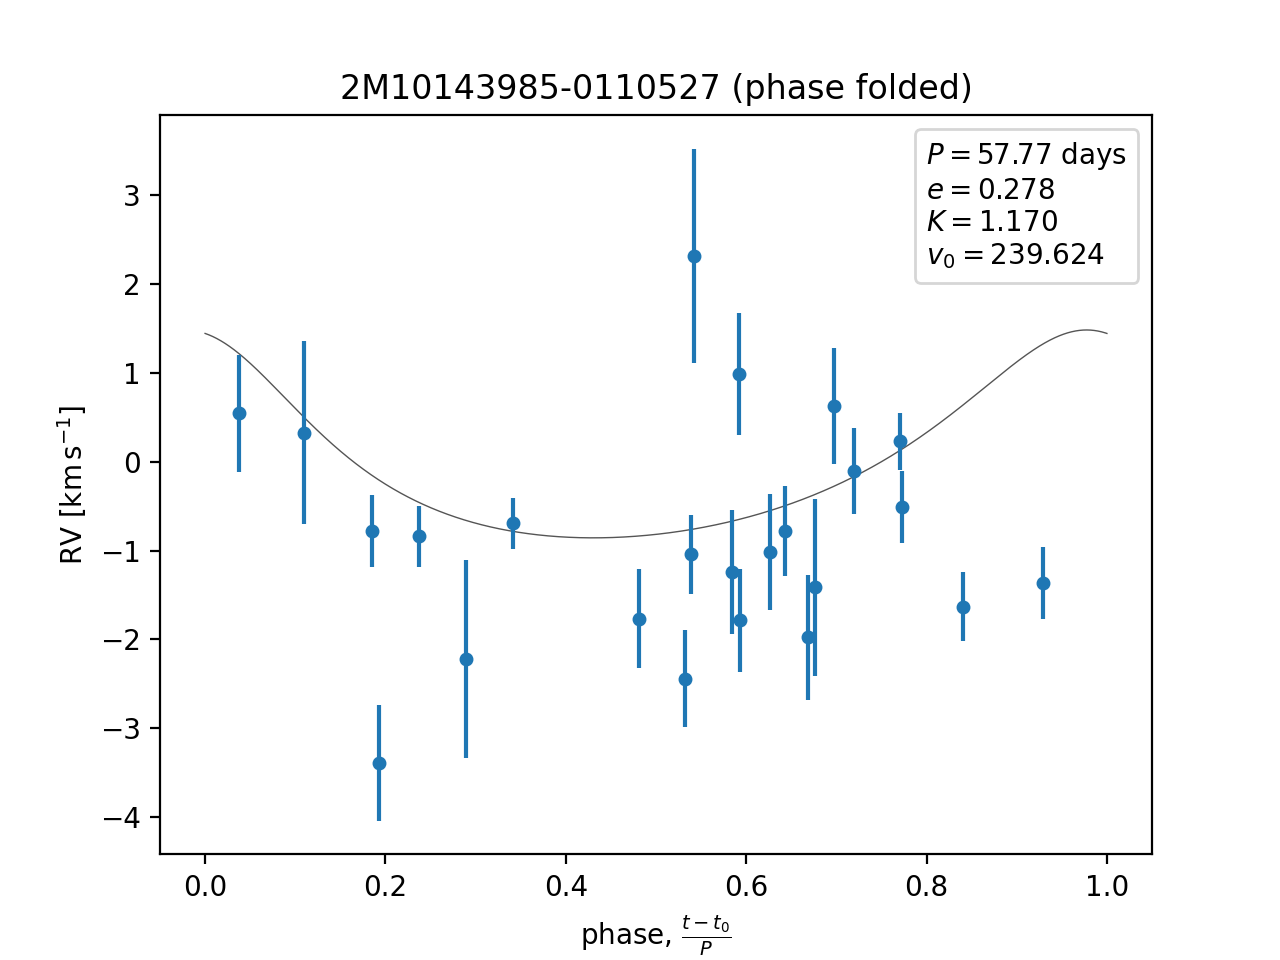 2M10143985-0110527 (phase folded)
P = 57.77 days
e = 0.278
K = 1.170
v₀ = 239.624
RV [km s⁻¹]
3
2
1
0
−1
−2
−3
−4
0.0 0.2 0.4 0.6 0.8 1.0
phase, (t − t₀)/P